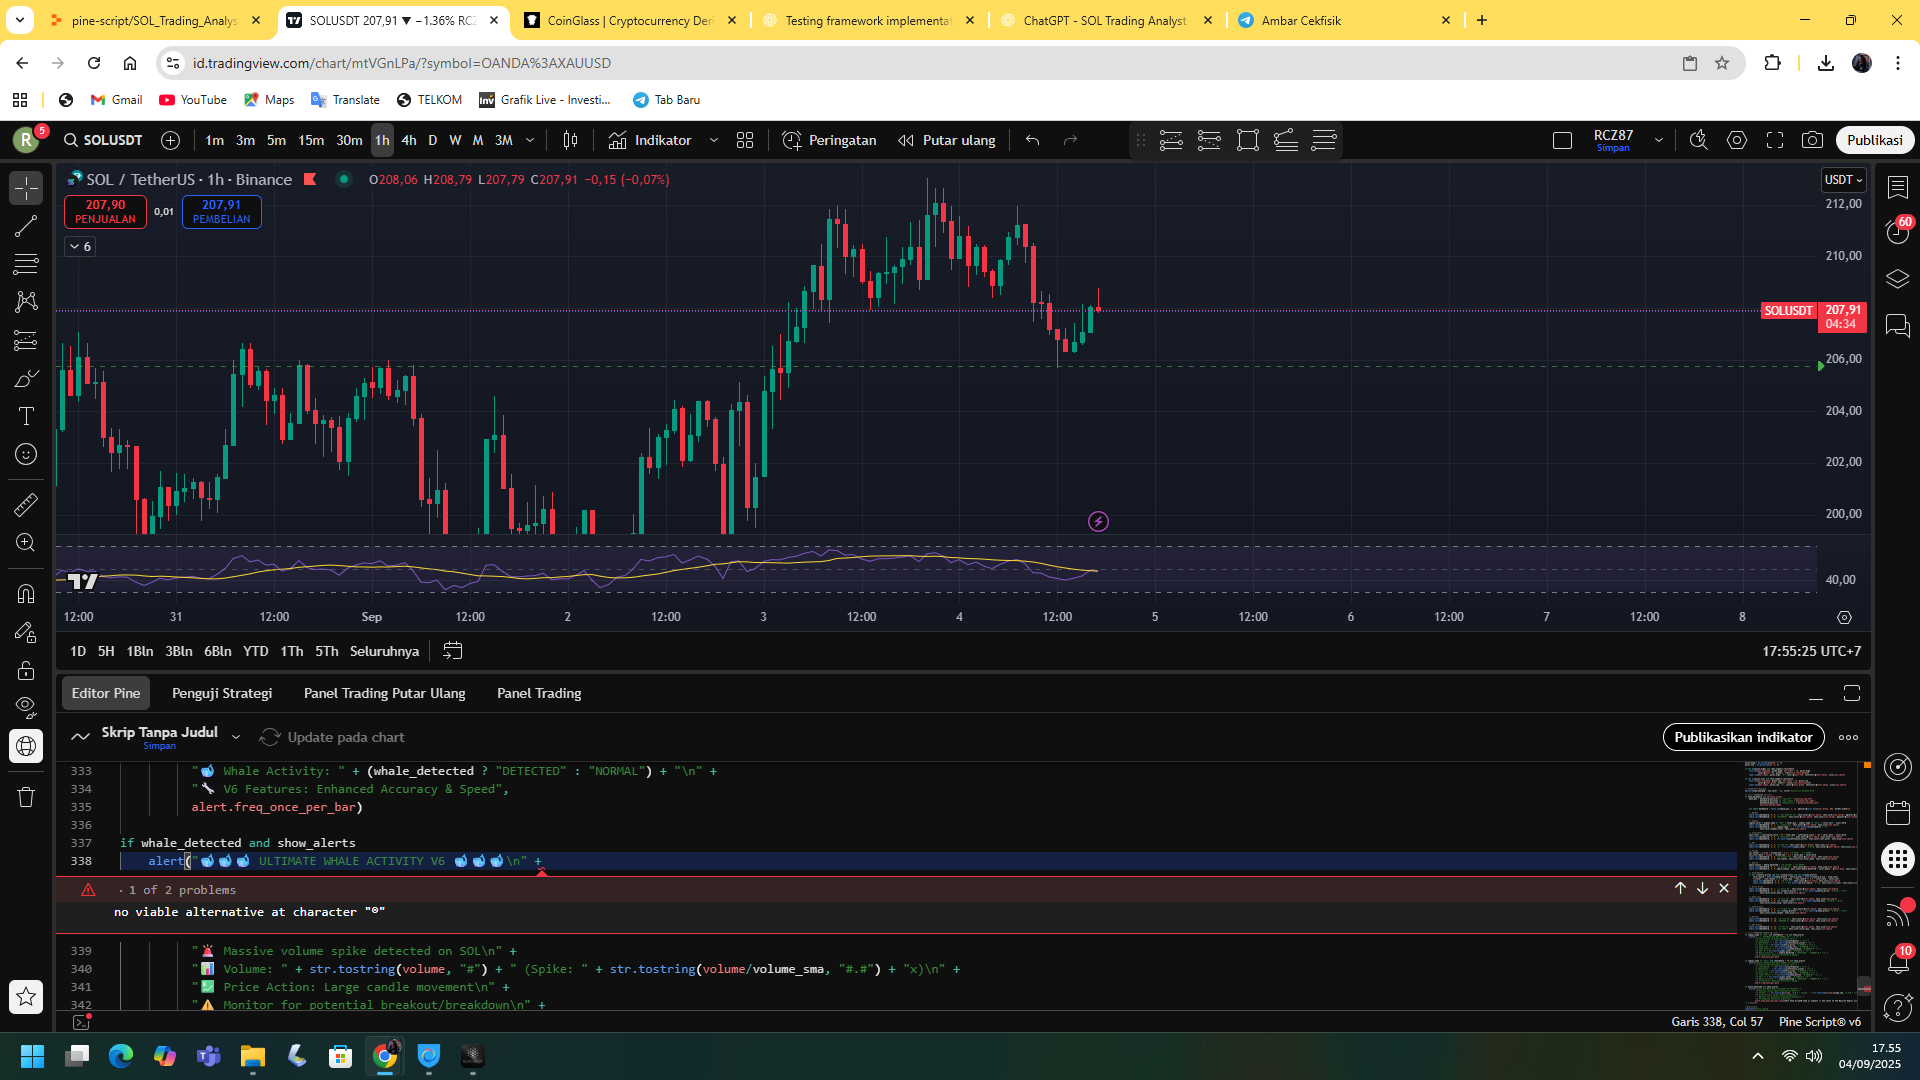 pine-script/SOL_Trading_Analys
SOLUSDT 207,91 ▼ −1.36% RCZ
CoinGlass | Cryptocurrency Deri
Testing framework implementat
ChatGPT - SOL Trading Analyst
Ambar Cekfisik
id.tradingview.com/chart/mtVGnLPa/?symbol=OANDA%3AXAUUSD
Gmail
YouTube
Maps
Translate
TELKOM
Inv
Grafik Live - Investi...
Tab Baru
R
5
SOLUSDT
1m 3m 5m 15m 30m 1h 4h D W M 3M
Indikator
Peringatan
Putar ulang
RCZ87
Simpan
Publikasi
SOL / TetherUS · 1h · Binance
O208,06 H208,79 L207,79 C207,91 −0,15 (−0,07%)
207,90
PENJUALAN
0,01
207,91
PEMBELIAN
6
USDT
212,00
210,00
SOLUSDT
207,91
04:34
206,00
204,00
202,00
200,00
40,00
60
12:00 31 12:00 Sep 12:00 2 12:00 3 12:00 4 12:00 5 12:00 6 12:00 7 12:00 8
1D 5H 1Bln 3Bln 6Bln YTD 1Th 5Th Seluruhnya
17:55:25 UTC+7
Editor Pine
Penguji Strategi
Panel Trading Putar Ulang
Panel Trading
Skrip Tanpa Judul
Simpan
Update pada chart
Publikasikan indikator
333 "🐋 Whale Activity: " + (whale_detected ? "DETECTED" : "NORMAL") + "\n" +
334 "🔧 V6 Features: Enhanced Accuracy & Speed",
335 alert.freq_once_per_bar)
336
337 if whale_detected and show_alerts
338 alert("🐋🐋🐋 ULTIMATE WHALE ACTIVITY V6 🐋🐋🐋\n" +
· 1 of 2 problems
no viable alternative at character "®"
339 "🚨 Massive volume spike detected on SOL\n" +
340 "📊 Volume: " + str.tostring(volume, "#") + " (Spike: " + str.tostring(volume/volume_sma, "#.#") + "x)\n" +
341 "💹 Price Action: Large candle movement\n" +
342 "⚠️ Monitor for potential breakout/breakdown\n" +
10
Garis 338, Col 57
Pine Script® v6
17.55
04/09/2025